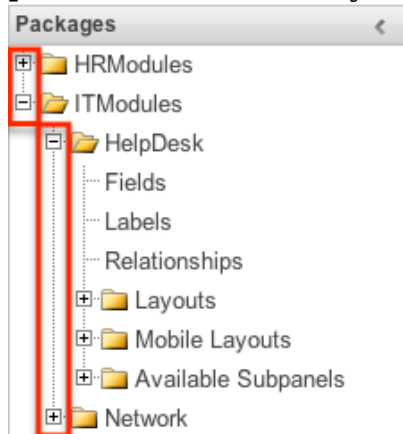 Packages
HRModules
ITModules
HelpDesk
Fields
Labels
Relationships
Layouts
Mobile Layouts
Available Subpanels
Network